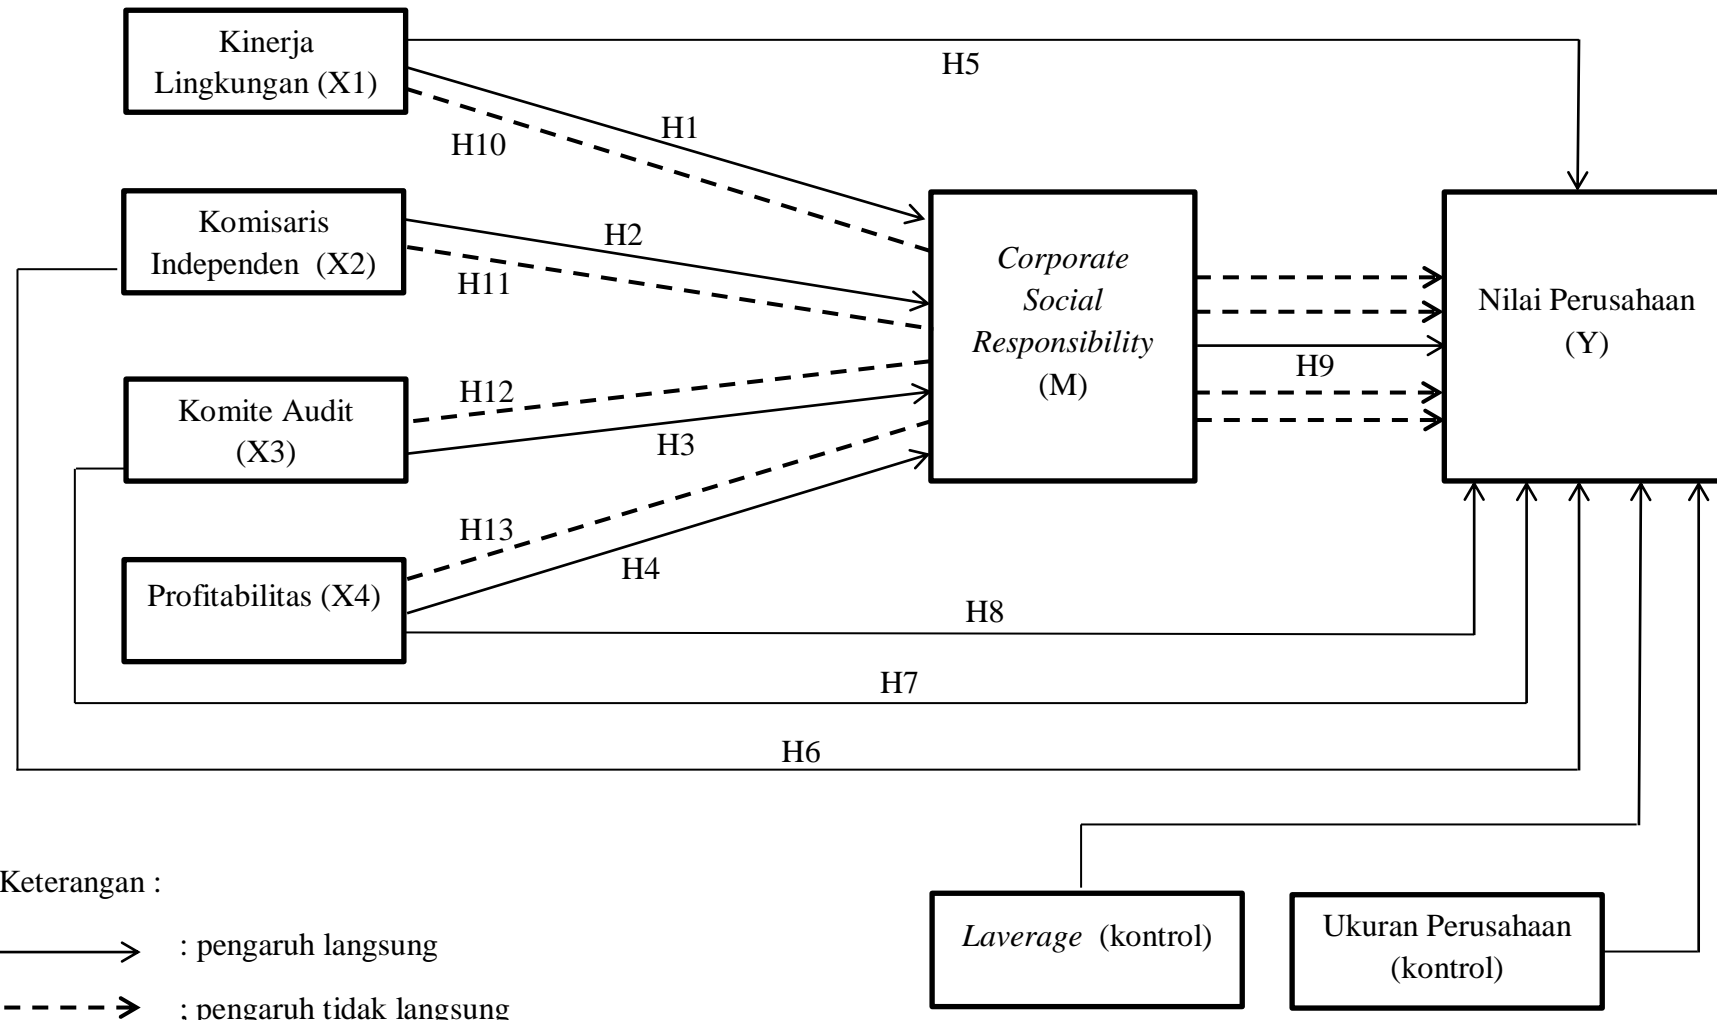 Kinerja
Lingkungan (X1)
H5
H1
H10
Komisaris
Independen (X2)
H2
H11
Corporate
Social
Responsibility
(M)
Nilai Perusahaan
(Y)
H9
Komite Audit
(X3)
H12
H3
H13
H4
Profitabilitas (X4)
H8
H7
H6
Keterangan :
: pengaruh langsung
; pengaruh tidak langsung
Laverage (kontrol)
Ukuran Perusahaan
(kontrol)